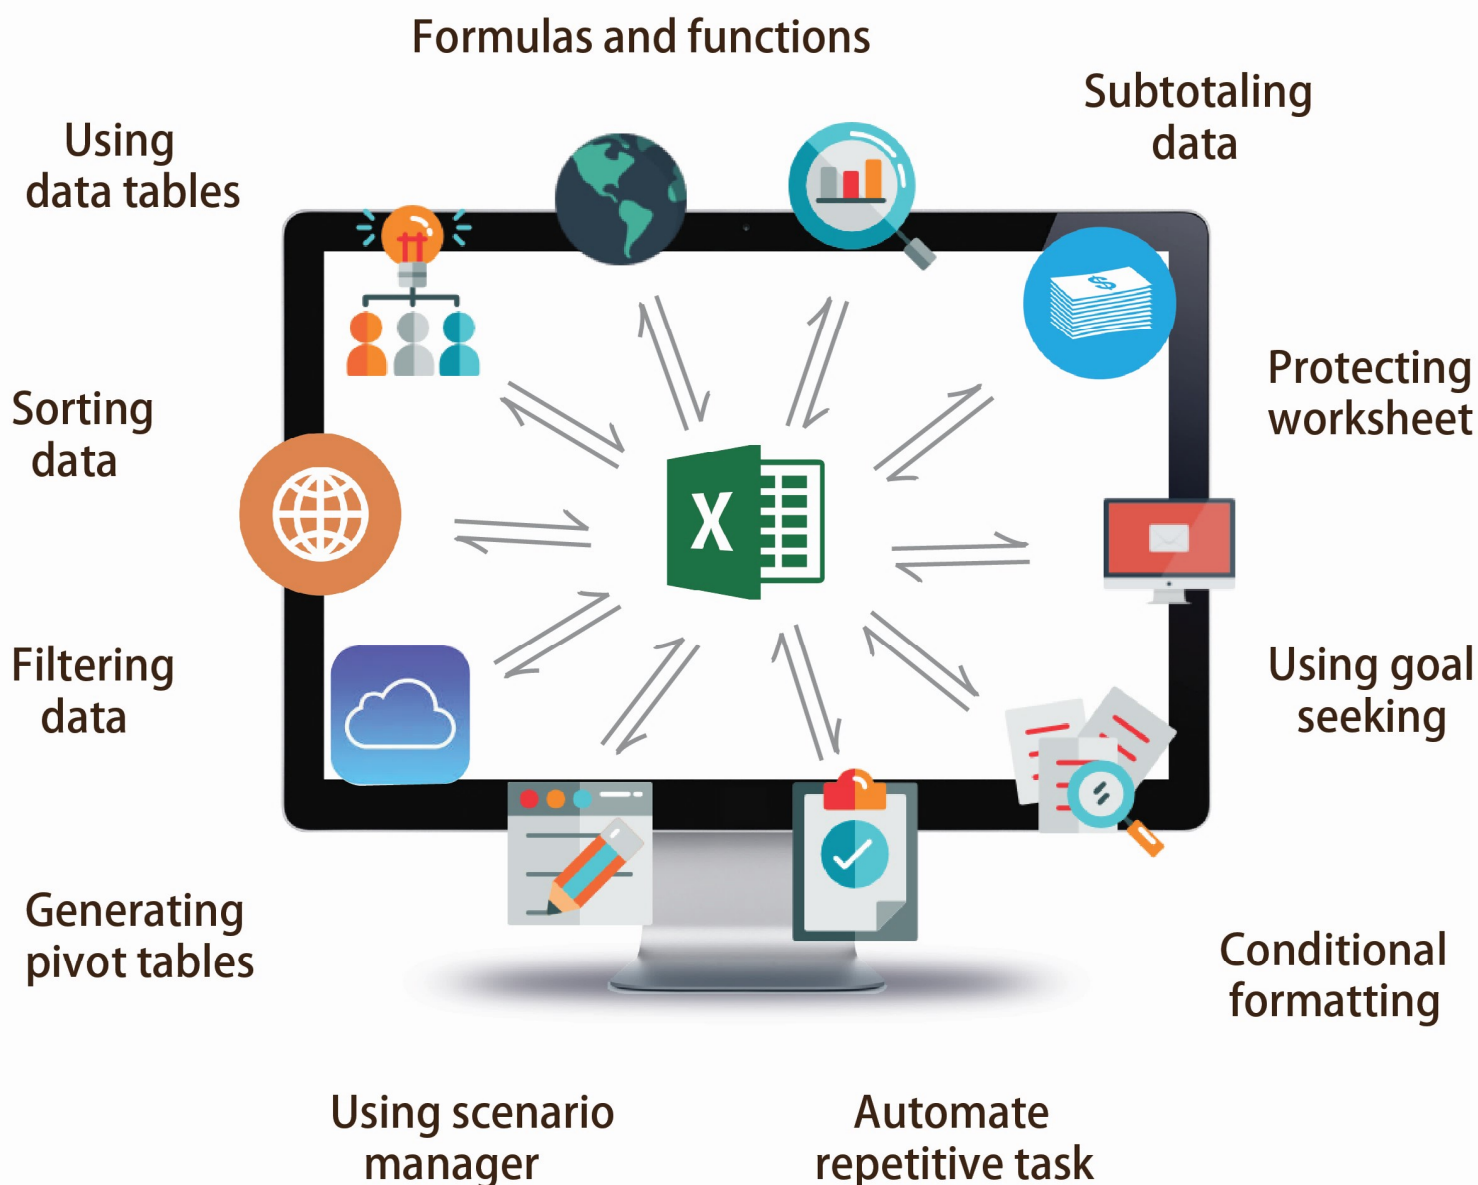 Formulas and functions
Subtotaling
data
Using
data tables
Protecting
worksheet
Sorting
data
X
Using goal
seeking
Filtering
data
Generating
pivot tables
Conditional
formatting
Using scenario
manager
Automate
repetitive task
$